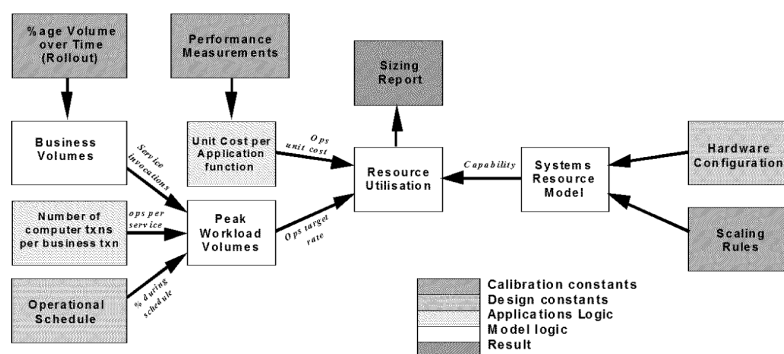 %age Volume
over Time
(Rollout)
Performance
Measurements
Sizing
Report
Business
Volumes
Service
invocations
Unit Cost per
Application
function
Ops
unit cost
Resource
Utilisation
Capability
Systems
Resource
Model
Hardware
Configuration
Number of
computer txns
per business txn
ops per
service
Peak
Workload
Volumes
Ops target
rate
Scaling
Rules
Operational
Schedule
% during
schedule
Calibration constants
Design constants
Applications Logic
Model logic
Result